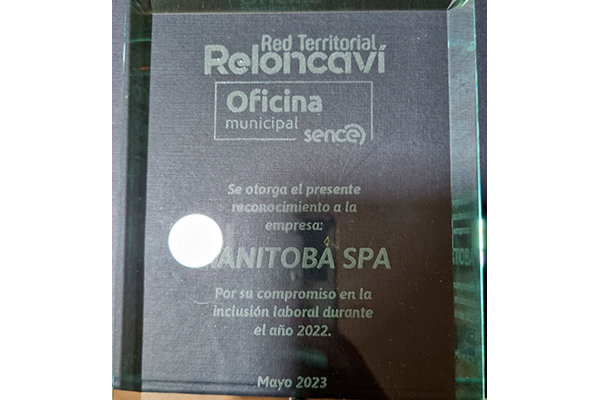 Red Territorial
Reloncaví
Oficina
municipal
sence
Se otorga el presente
reconocimiento a la
empresa:
MANITOBA SPA
Por su compromiso en la
inclusión laboral durante
el año 2022.
Mayo 2023